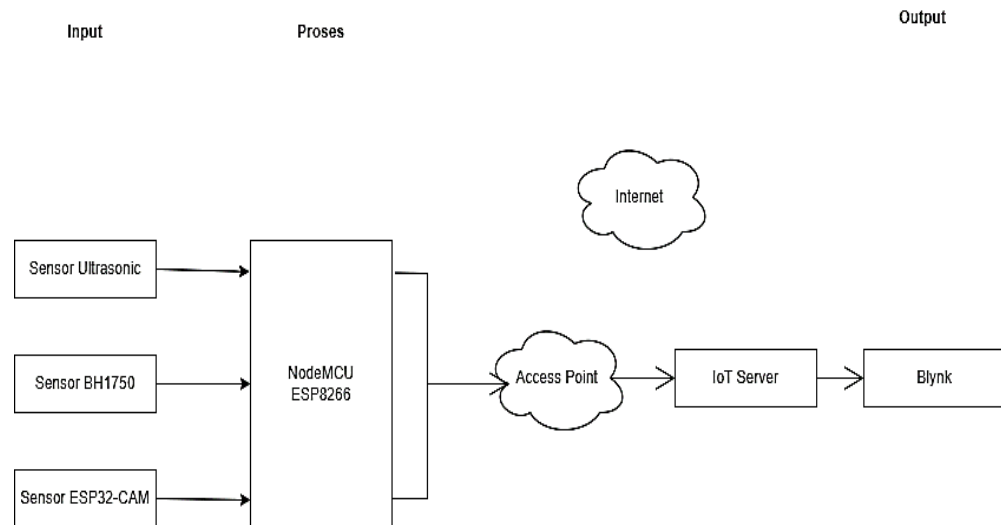 Input
Proses
Output
Internet
Sensor Ultrasonic
Sensor BH1750
Sensor ESP32-CAM
NodeMCU
ESP8266
Access Point
IoT Server
Blynk